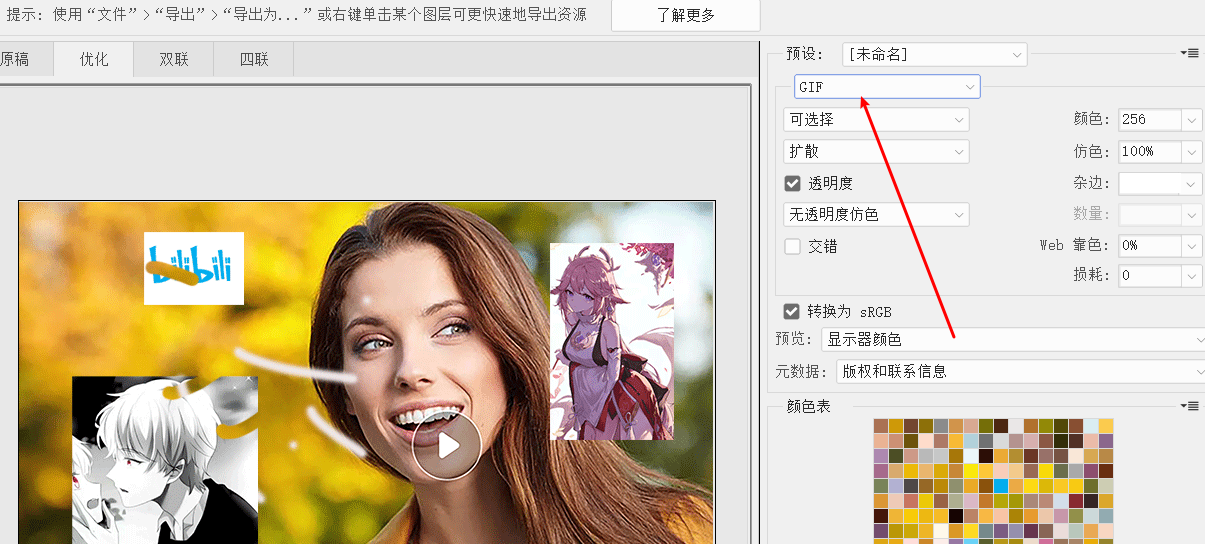 提示: 使用“文件”>“导出”>“导出为...”或右键单击某个图层可更快速地导出资源
了解更多
原稿
优化
双联
四联
预设:
[未命名]
GIF
可选择
颜色:
256
扩散
仿色:
100%
透明度
杂边:
无透明度仿色
数量:
交错
Web 靠色:
0%
损耗:
0
转换为 sRGB
预览:
显示器颜色
元数据:
版权和联系信息
颜色表
bilibili